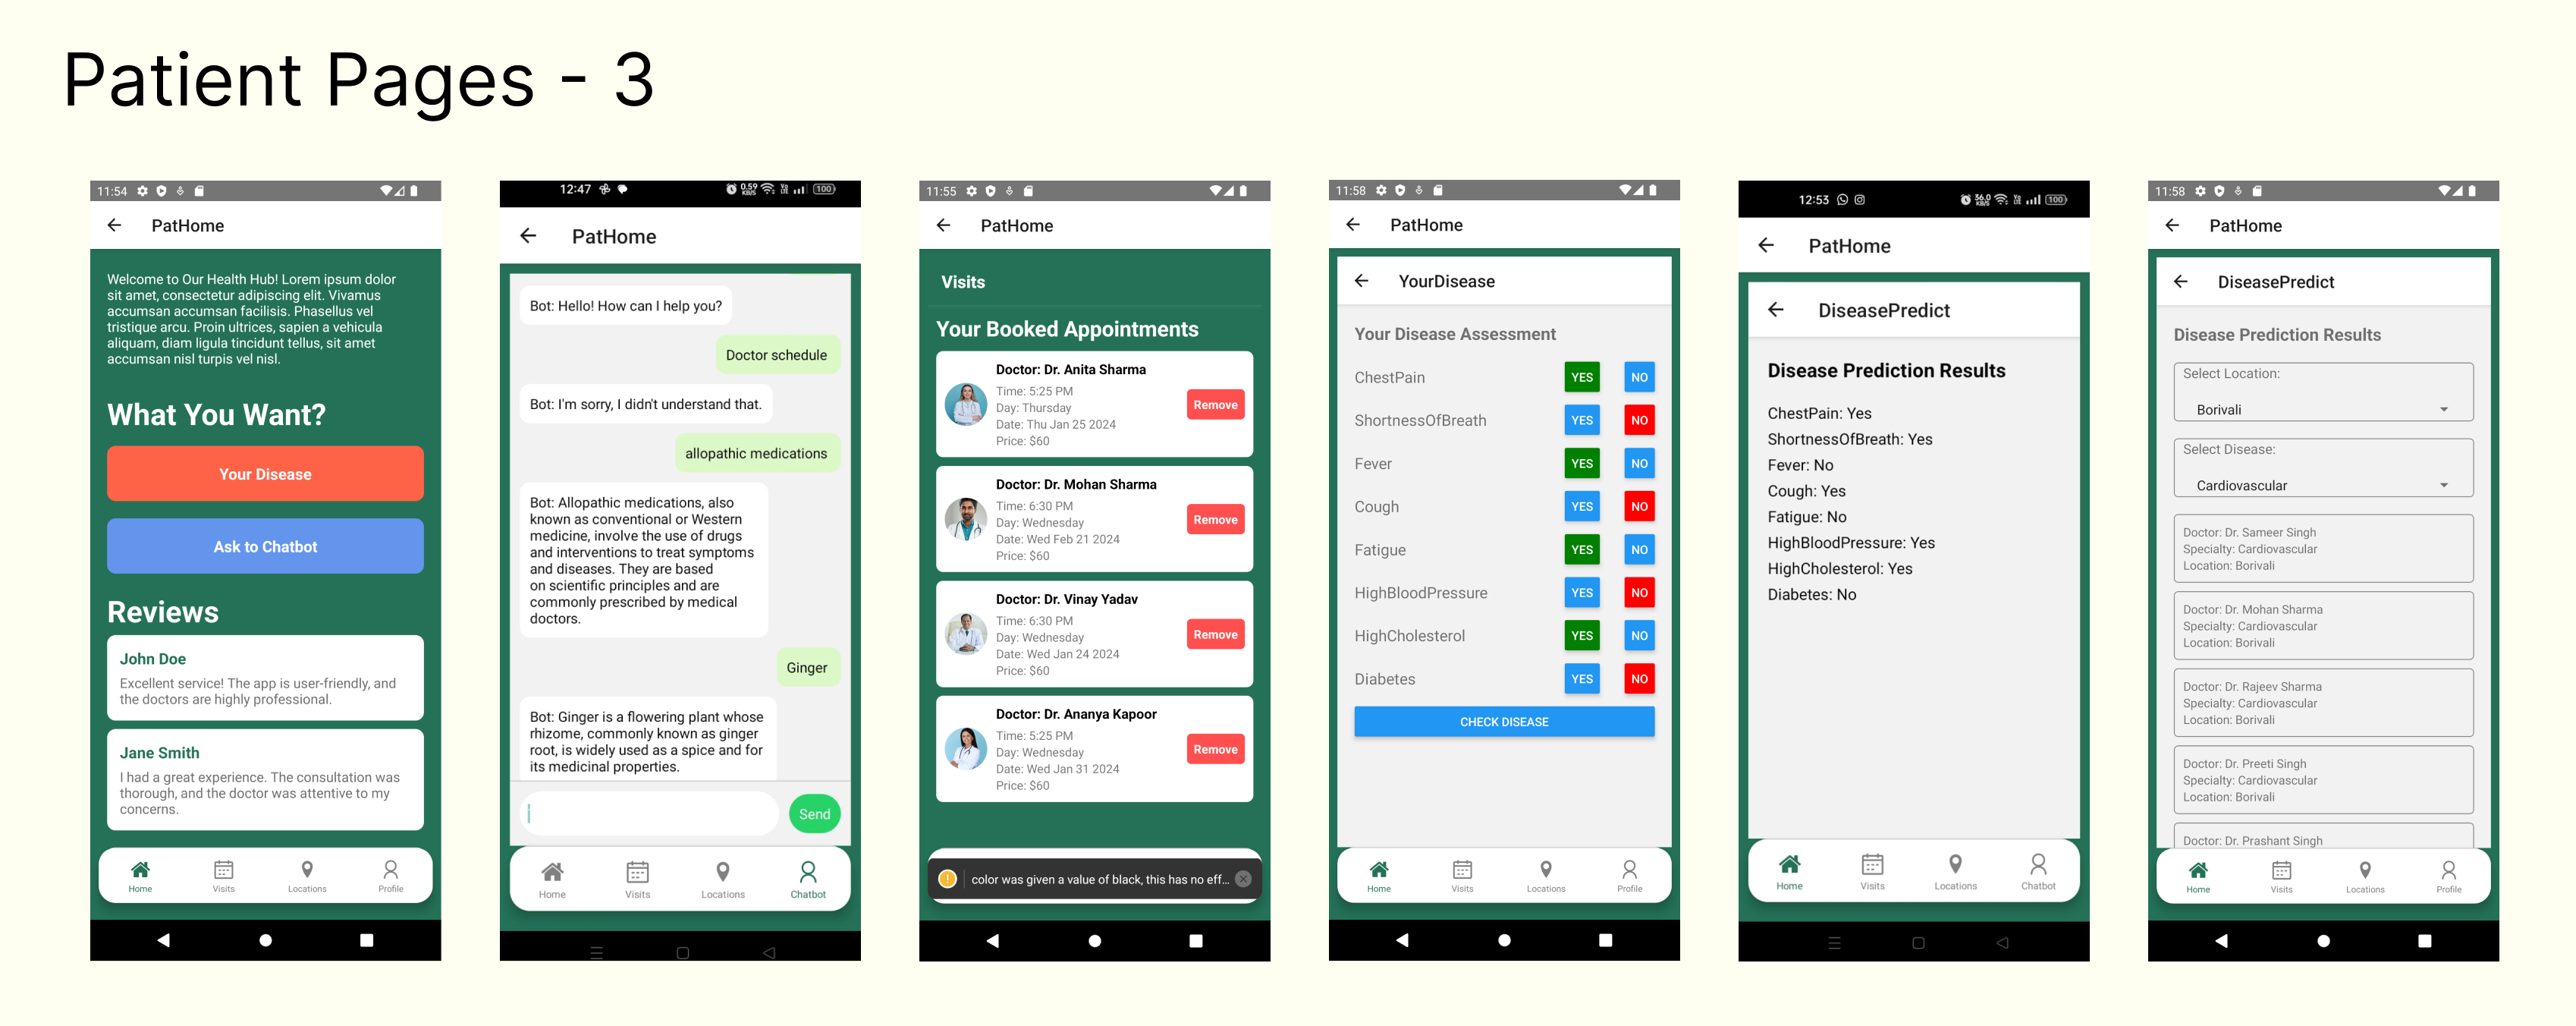 Patient Pages - 3
11:54
PatHome
Welcome to Our Health Hub! Lorem ipsum dolor
sit amet, consectetur adipiscing elit. Vivamus
accumsan accumsan facilisis. Phasellus vel
tristique arcu. Proin ultrices, sapien a vehicula
aliquam, diam ligula tincidunt tellus, sit amet
accumsan nisl turpis vel nisl.
What You Want?
Your Disease
Ask to Chatbot
Reviews
John Doe
Excellent service! The app is user-friendly, and
the doctors are highly professional.
Jane Smith
I had a great experience. The consultation was
thorough, and the doctor was attentive to my
concerns.
Home Visits Locations Profile
12:47 0.59 KB/S 100
PatHome
Bot: Hello! How can I help you?
Doctor schedule
Bot: I'm sorry, I didn't understand that.
allopathic medications
Bot: Allopathic medications, also
known as conventional or Western
medicine, involve the use of drugs
and interventions to treat symptoms
and diseases. They are based
on scientific principles and are
commonly prescribed by medical
doctors.
Ginger
Bot: Ginger is a flowering plant whose
rhizome, commonly known as ginger
root, is widely used as a spice and for
its medicinal properties.
Send
Home Visits Locations Chatbot
11:55
PatHome
Visits
Your Booked Appointments
Doctor: Dr. Anita Sharma
Time: 5:25 PM
Day: Thursday
Date: Thu Jan 25 2024
Price: $60
Remove
Doctor: Dr. Mohan Sharma
Time: 6:30 PM
Day: Wednesday
Date: Wed Feb 21 2024
Price: $60
Remove
Doctor: Dr. Vinay Yadav
Time: 6:30 PM
Day: Wednesday
Date: Wed Jan 24 2024
Price: $60
Remove
Doctor: Dr. Ananya Kapoor
Time: 5:25 PM
Day: Wednesday
Date: Wed Jan 31 2024
Price: $60
Remove
color was given a value of black, this has no eff...
11:58
PatHome
YourDisease
Your Disease Assessment
ChestPain YES NO
ShortnessOfBreath YES NO
Fever YES NO
Cough YES NO
Fatigue YES NO
HighBloodPressure YES NO
HighCholesterol YES NO
Diabetes YES NO
CHECK DISEASE
Home Visits Locations Profile
12:53 36.0 KB/S 100
PatHome
DiseasePredict
Disease Prediction Results
ChestPain: Yes
ShortnessOfBreath: Yes
Fever: No
Cough: Yes
Fatigue: No
HighBloodPressure: Yes
HighCholesterol: Yes
Diabetes: No
Home Visits Locations Chatbot
11:58
PatHome
DiseasePredict
Disease Prediction Results
Select Location:
Borivali
Select Disease:
Cardiovascular
Doctor: Dr. Sameer Singh
Specialty: Cardiovascular
Location: Borivali
Doctor: Dr. Mohan Sharma
Specialty: Cardiovascular
Location: Borivali
Doctor: Dr. Rajeev Sharma
Specialty: Cardiovascular
Location: Borivali
Doctor: Dr. Preeti Singh
Specialty: Cardiovascular
Location: Borivali
Doctor: Dr. Prashant Singh
Home Visits Locations Profile